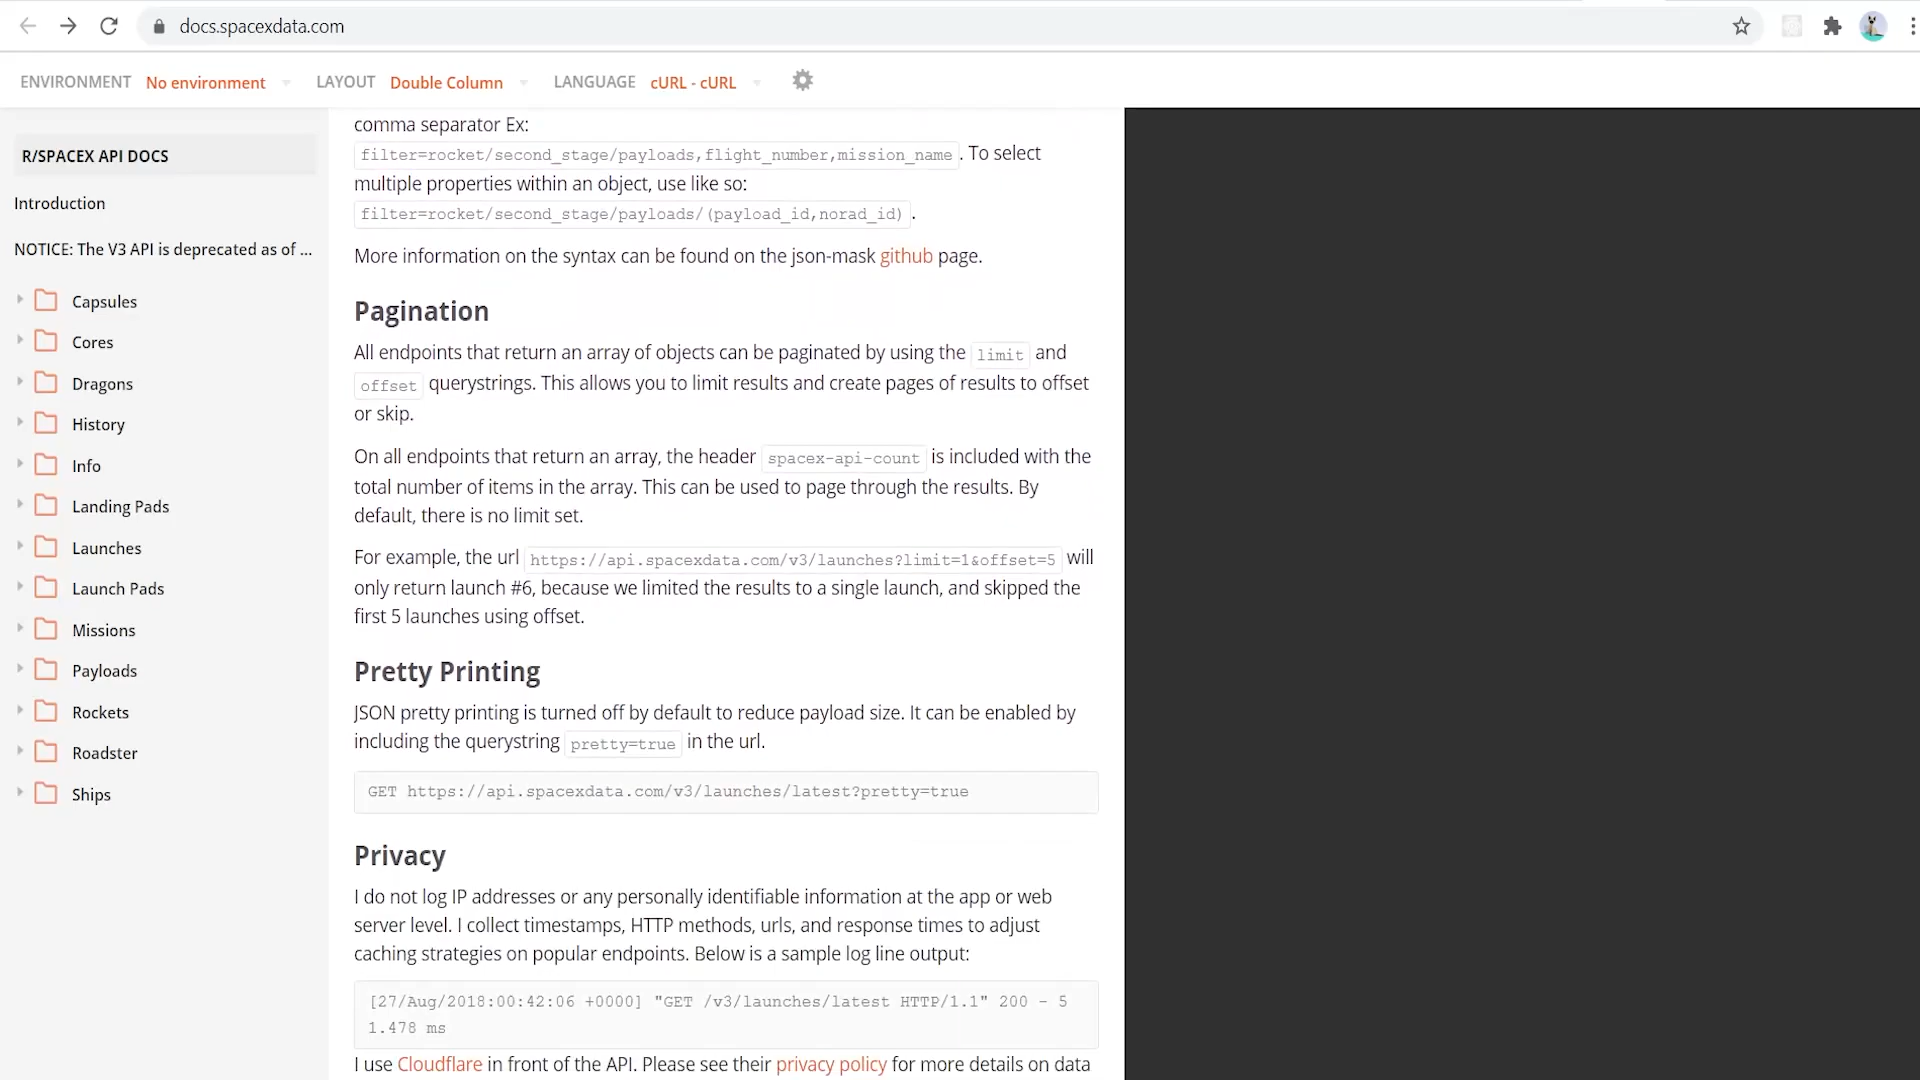 docs.spacexdata.com
ENVIRONMENT No environment LAYOUT Double Column LANGUAGE cURL - cURL
R/SPACEX API DOCS
Introduction
NOTICE: The V3 API is deprecated as of ...
Capsules
Cores
Dragons
History
Info
Landing Pads
Launches
Launch Pads
Missions
Payloads
Rockets
Roadster
Ships
comma separator Ex:
filter=rocket/second_stage/payloads,flight_number,mission_name . To select
multiple properties within an object, use like so:
filter=rocket/second_stage/payloads/(payload_id,norad_id) .
More information on the syntax can be found on the json-mask github page.
Pagination
All endpoints that return an array of objects can be paginated by using the limit and
offset querystrings. This allows you to limit results and create pages of results to offset
or skip.
On all endpoints that return an array, the header spacex-api-count is included with the
total number of items in the array. This can be used to page through the results. By
default, there is no limit set.
For example, the url https://api.spacexdata.com/v3/launches?limit=1&offset=5 will
only return launch #6, because we limited the results to a single launch, and skipped the
first 5 launches using offset.
Pretty Printing
JSON pretty printing is turned off by default to reduce payload size. It can be enabled by
including the querystring pretty=true in the url.
GET https://api.spacexdata.com/v3/launches/latest?pretty=true
Privacy
I do not log IP addresses or any personally identifiable information at the app or web
server level. I collect timestamps, HTTP methods, urls, and response times to adjust
caching strategies on popular endpoints. Below is a sample log line output:
[27/Aug/2018:00:42:06 +0000] "GET /v3/launches/latest HTTP/1.1" 200 - 5
1.478 ms
I use Cloudflare in front of the API. Please see their privacy policy for more details on data